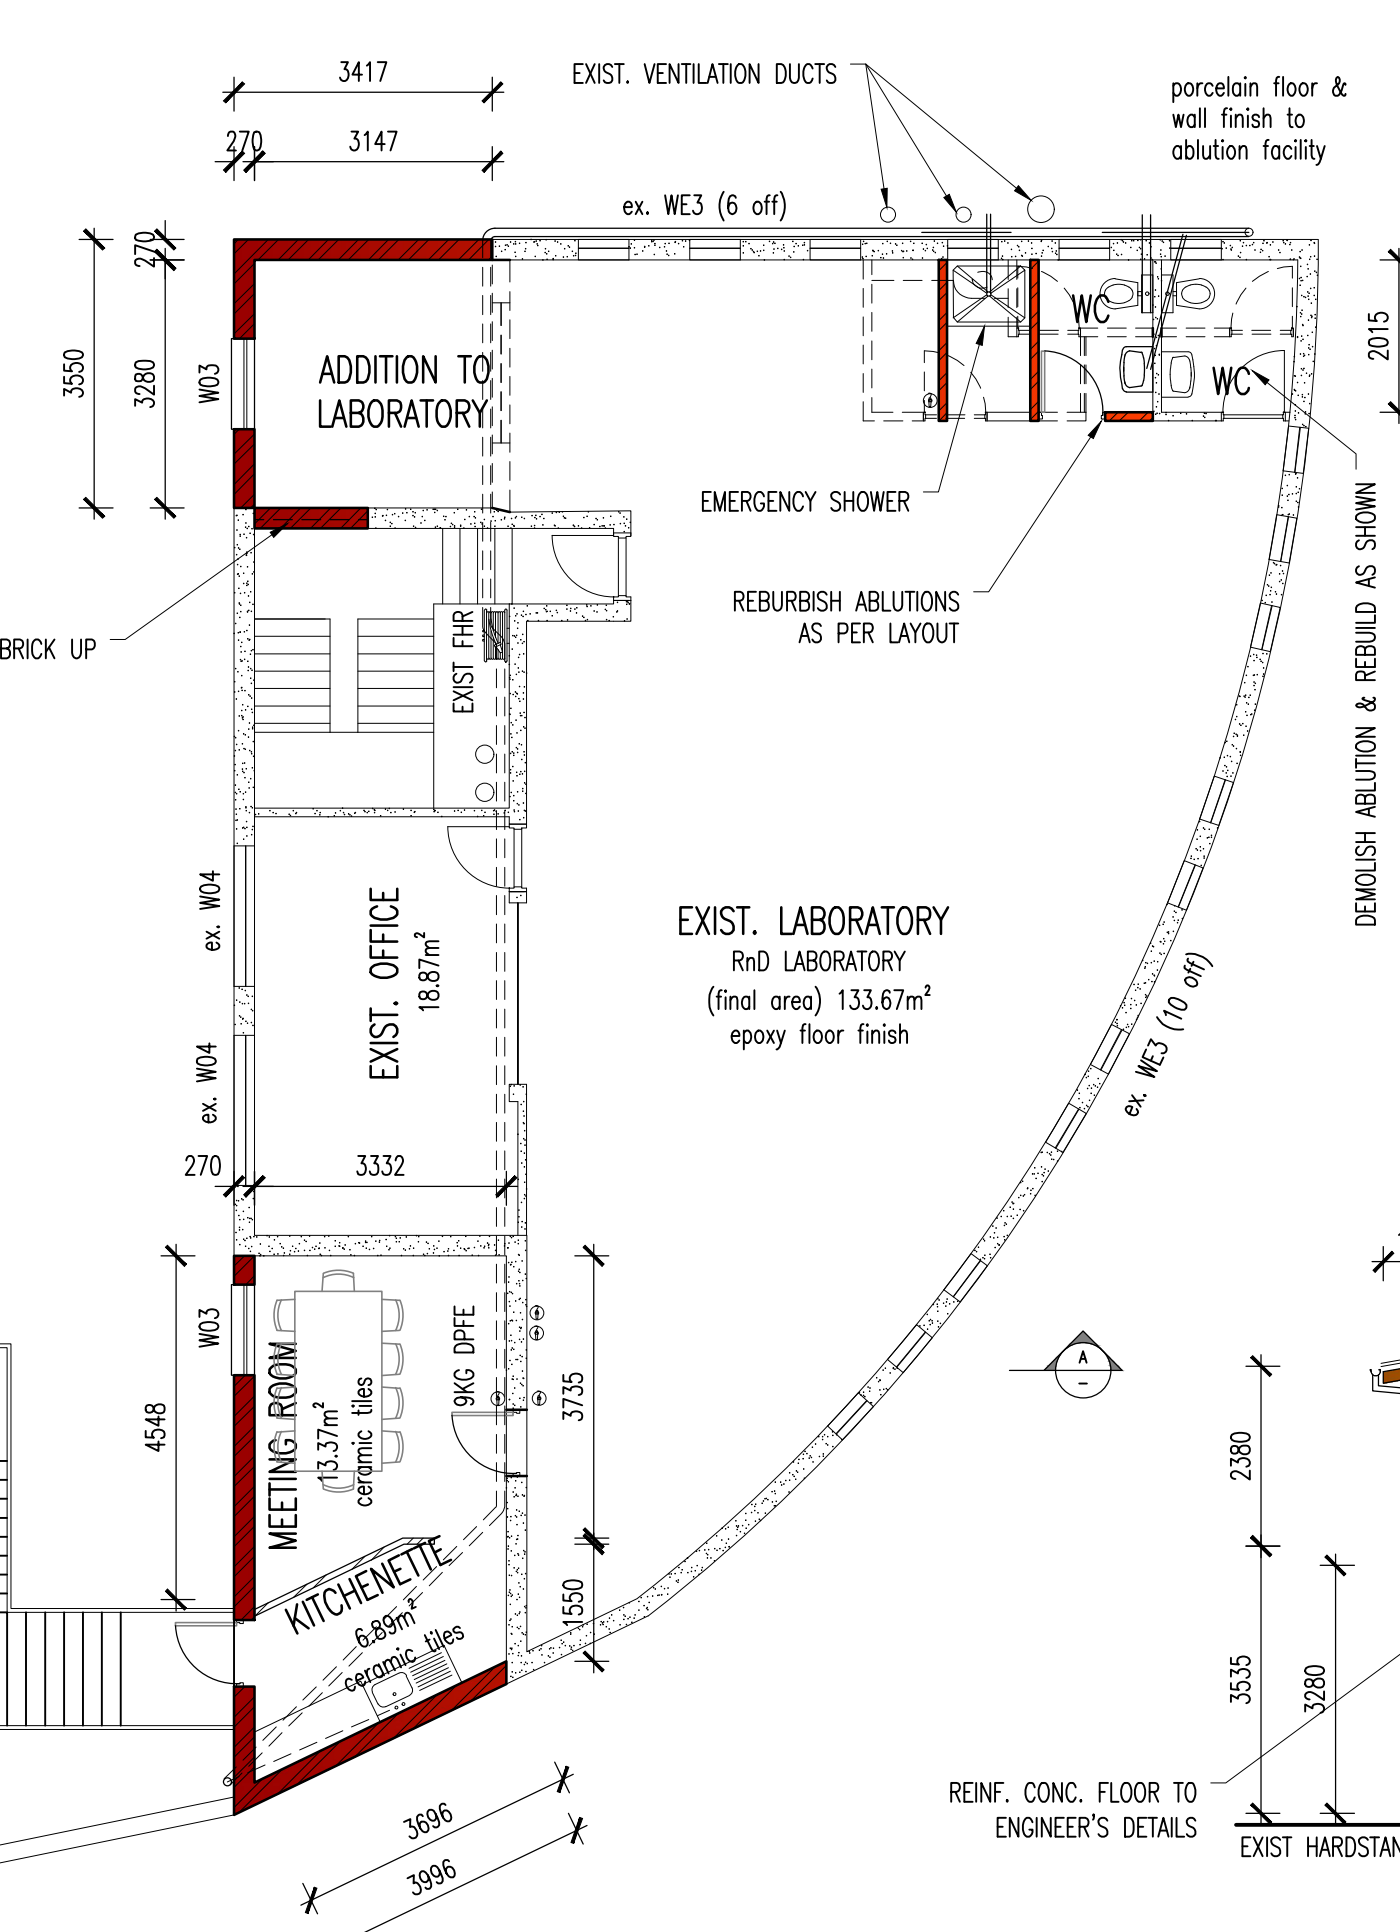 3417
EXIST. VENTILATION DUCTS
porcelain floor &
wall finish to
ablution facility
270
3147
ex. WE3 (6 off)
270
3550
3280
W03
ADDITION TO
LABORATORY
WC
WC
2015
EMERGENCY SHOWER
REBURBISH ABLUTIONS
AS PER LAYOUT
DEMOLISH ABLUTION & REBUILD AS SHOWN
BRICK UP
EXIST FHR
ex. W04
EXIST. OFFICE
18.87m²
EXIST. LABORATORY
RnD LABORATORY
(final area) 133.67m²
epoxy floor finish
ex. WE3 (10 off)
ex. W04
270
3332
W03
9KG DPFE
MEETING ROOM
13.37m²
ceramic tiles
4548
3735
A
–
2380
KITCHENETTE
6.89m²
ceramic tiles
1550
3535
3280
REINF. CONC. FLOOR TO
ENGINEER'S DETAILS
3696
3996
EXIST HARDSTAN